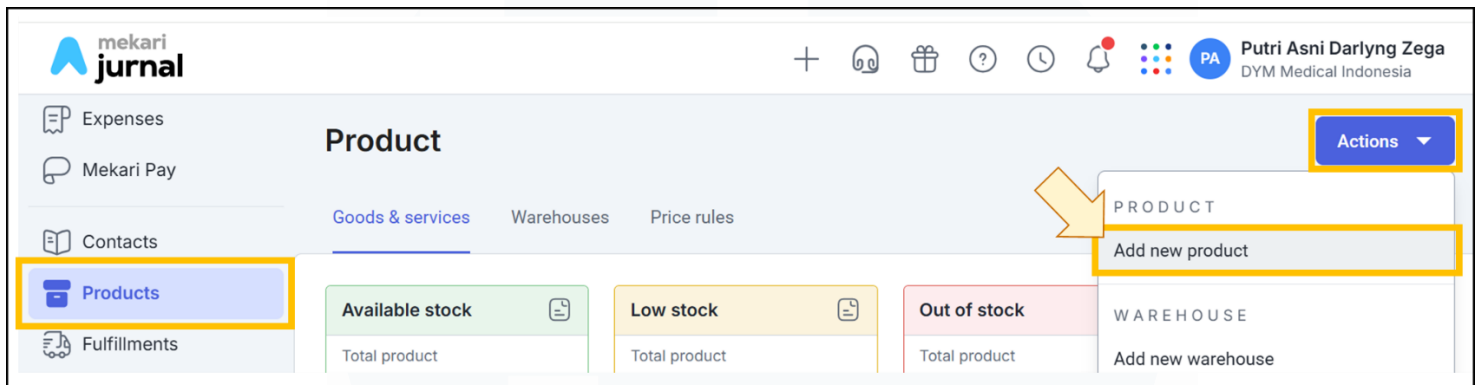 mekari
jurnal
PA
Putri Asni Darlyng Zega
DYM Medical Indonesia
Expenses
Mekari Pay
Contacts
Products
Fulfillments
Product
Actions
Goods & services
Warehouses
Price rules
PRODUCT
Add new product
WAREHOUSE
Add new warehouse
Available stock
Total product
Low stock
Total product
Out of stock
Total product